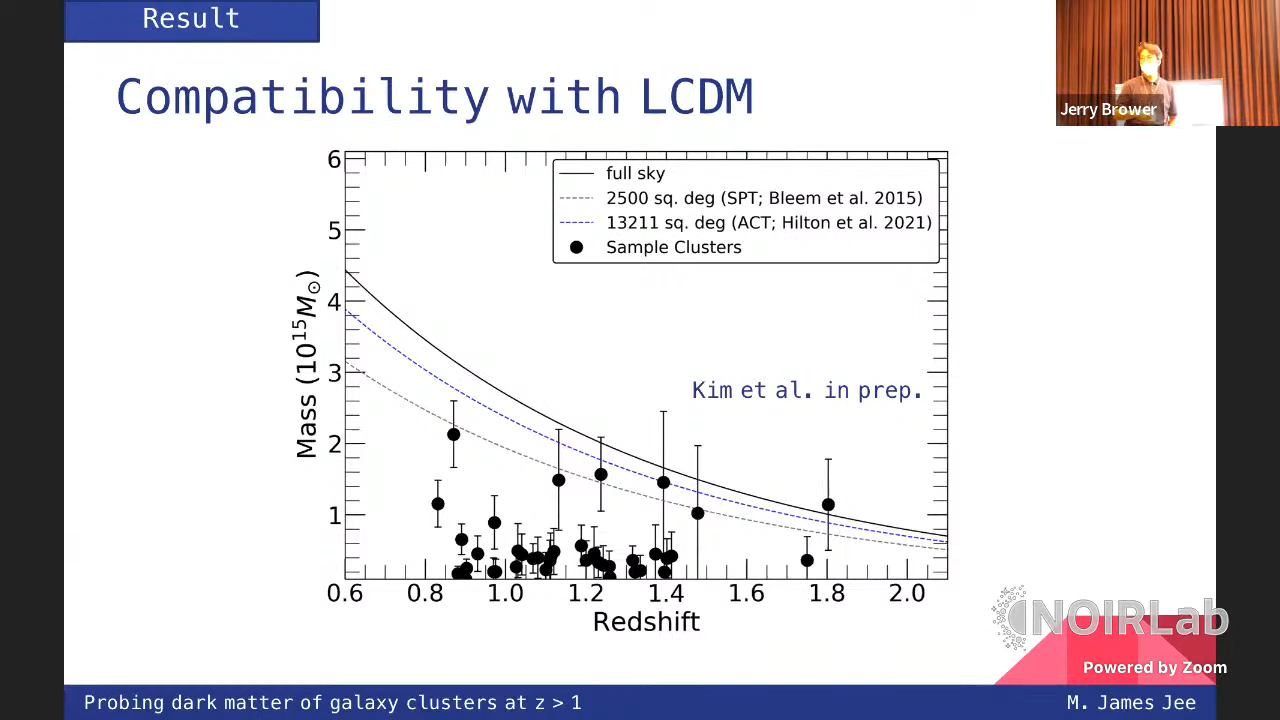 Result
Jerry Brower
Compatibility with LCDM
full sky
2500 sq. deg (SPT; Bleem et al. 2015)
13211 sq. deg (ACT; Hilton et al. 2021)
Sample Clusters
Kim et al. in prep.
6
5
4
3
2
1
Mass (10¹⁵M☉)
0.6 0.8 1.0 1.2 1.4 1.6 1.8 2.0
Redshift
NOIRLab
Powered by Zoom
Probing dark matter of galaxy clusters at z > 1
M. James Jee